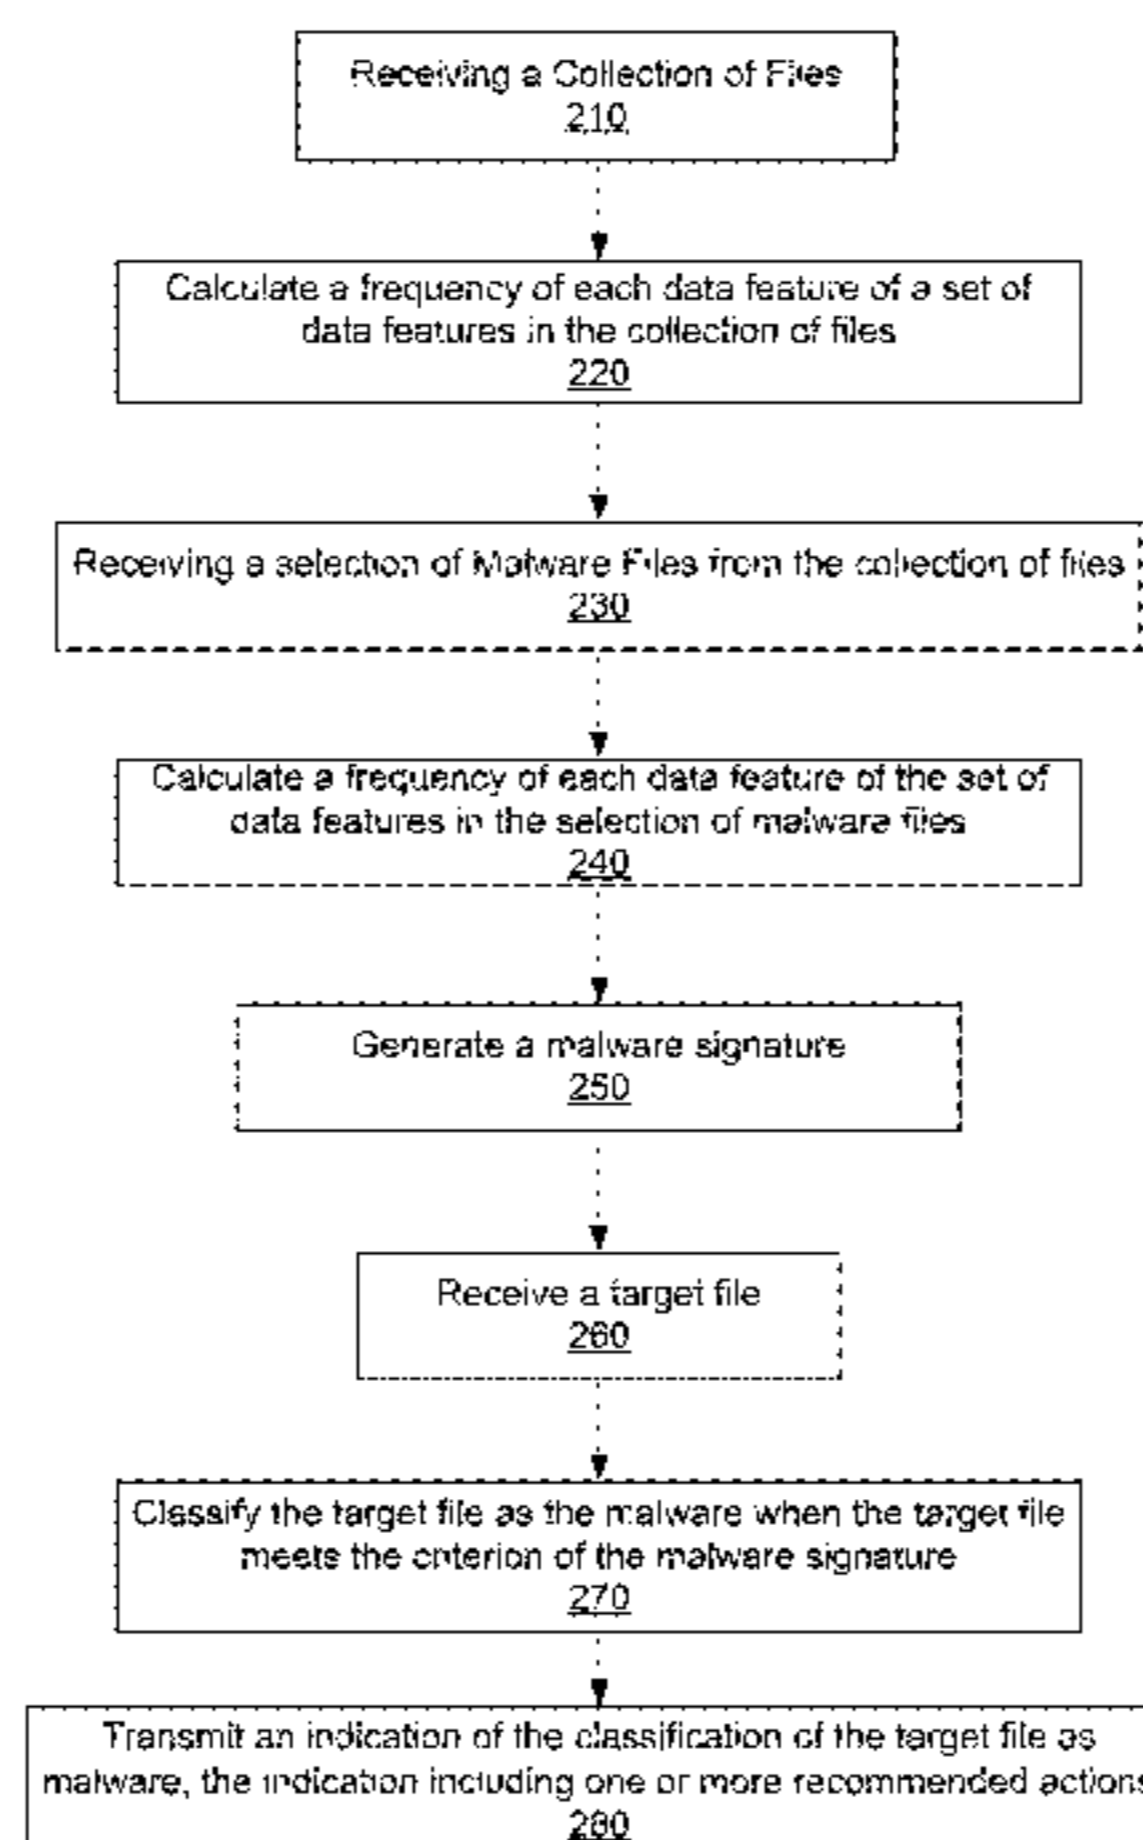 Receiving a Collection of Files
210
Calculate a frequency of each data feature of a set of
data features in the collection of files
220
Receiving a selection of Malware Files from the collection of files
230
Calculate a frequency of each data feature of the set of
data features in the selection of malware files
240
Generate a malware signature
250
Receive a target file
260
Classify the target file as the malware when the target file
meets the criterion of the malware signature
270
Transmit an indication of the classification of the target file as
malware, the indication including one or more recommended actions
280